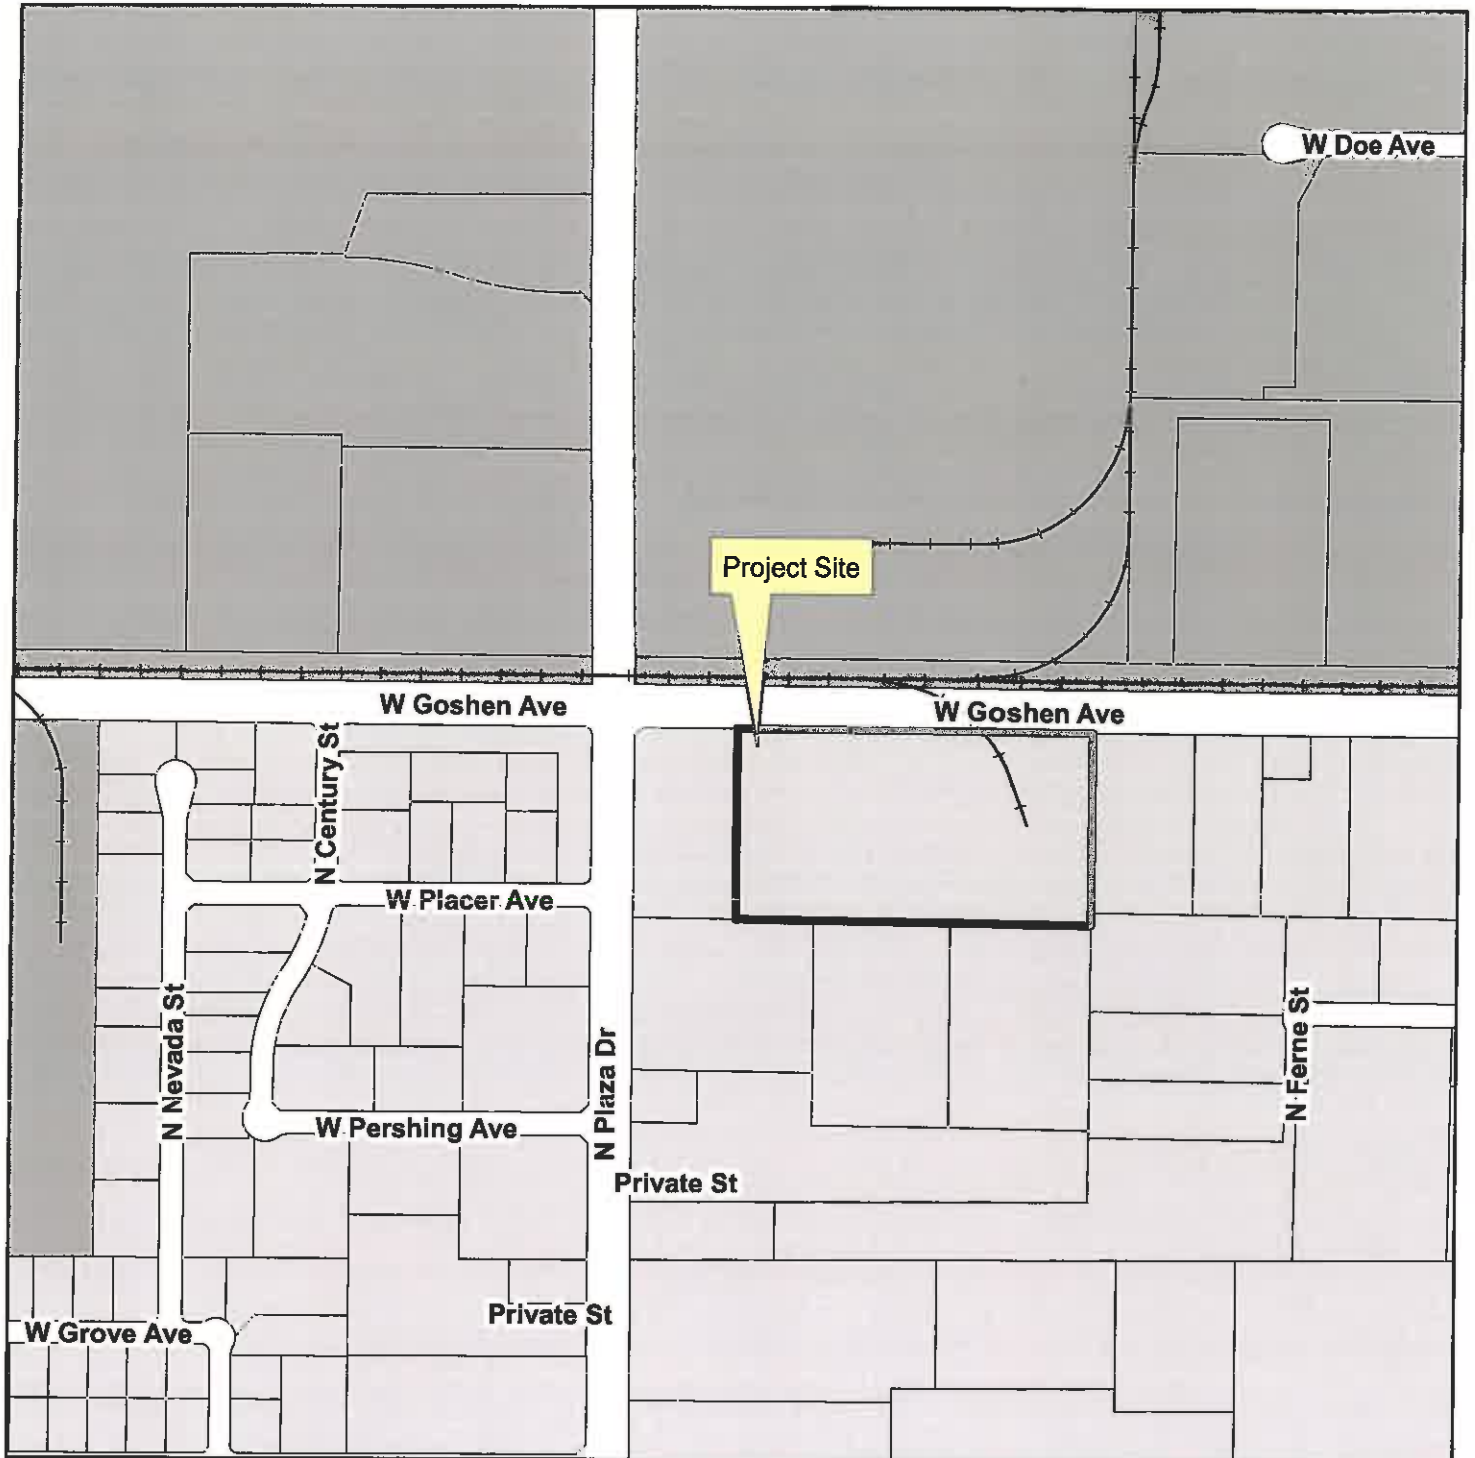 W Doe Ave
Project Site
W Goshen Ave
W Goshen Ave
N Century St
W Placer Ave
N Nevada St
N Plaza Dr
N Ferne St
W Pershing Ave
Private St
Private St
W Grove Ave